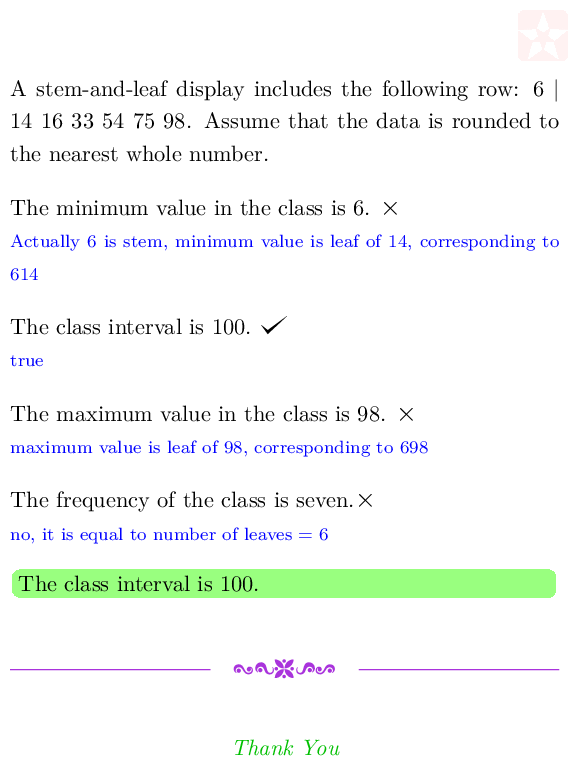 A stem-and-leaf display includes the following row: 6 |
14 16 33 54 75 98. Assume that the data is rounded to
the nearest whole number.
The minimum value in the class is 6. ×
Actually 6 is stem, minimum value is leaf of 14, corresponding to
614
The class interval is 100. ✓
true
The maximum value in the class is 98. ×
maximum value is leaf of 98, corresponding to 698
The frequency of the class is seven.×
no, it is equal to number of leaves = 6
The class interval is 100.
Thank You